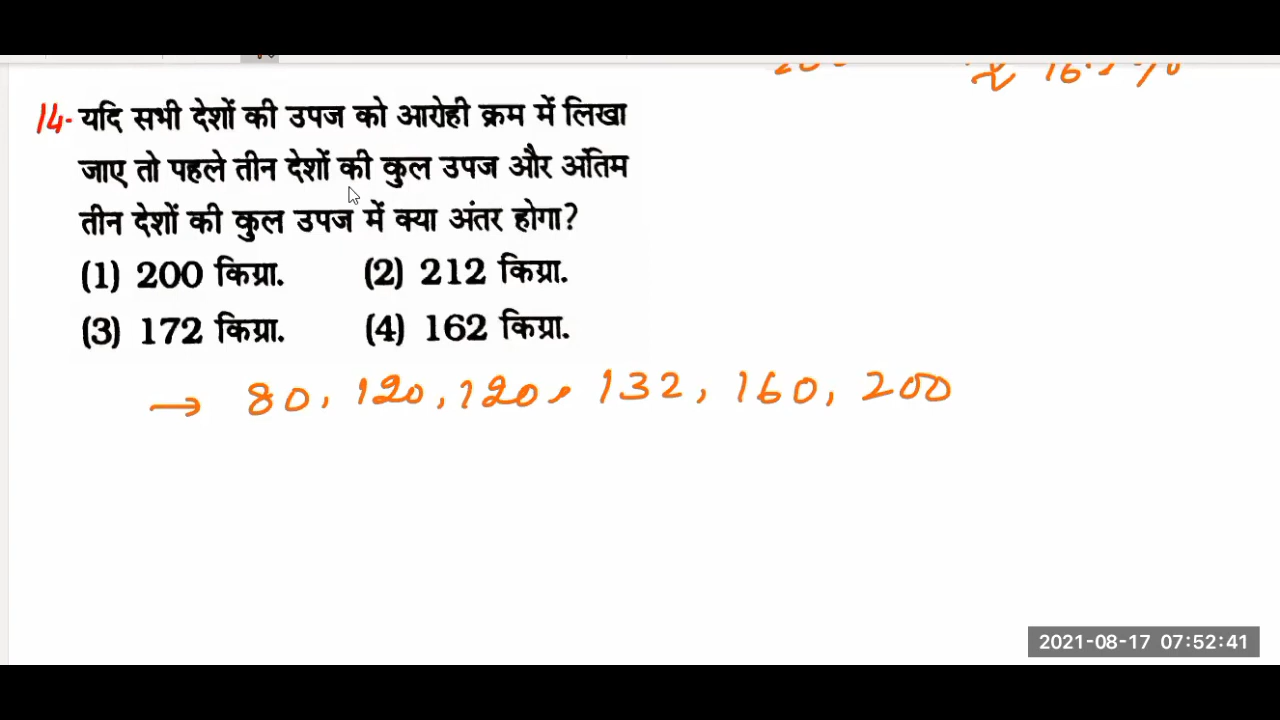 14- यदि सभी देशों की उपज को आरोही क्रम में लिखा
जाए तो पहले तीन देशों की कुल उपज और अंतिम
तीन देशों की कुल उपज में क्या अंतर होगा?
(1) 200 किग्रा. (2) 212 किग्रा.
(3) 172 किग्रा. (4) 162 किग्रा.
→ 80, 120, 120, 132, 160, 200
2021-08-17 07:52:41